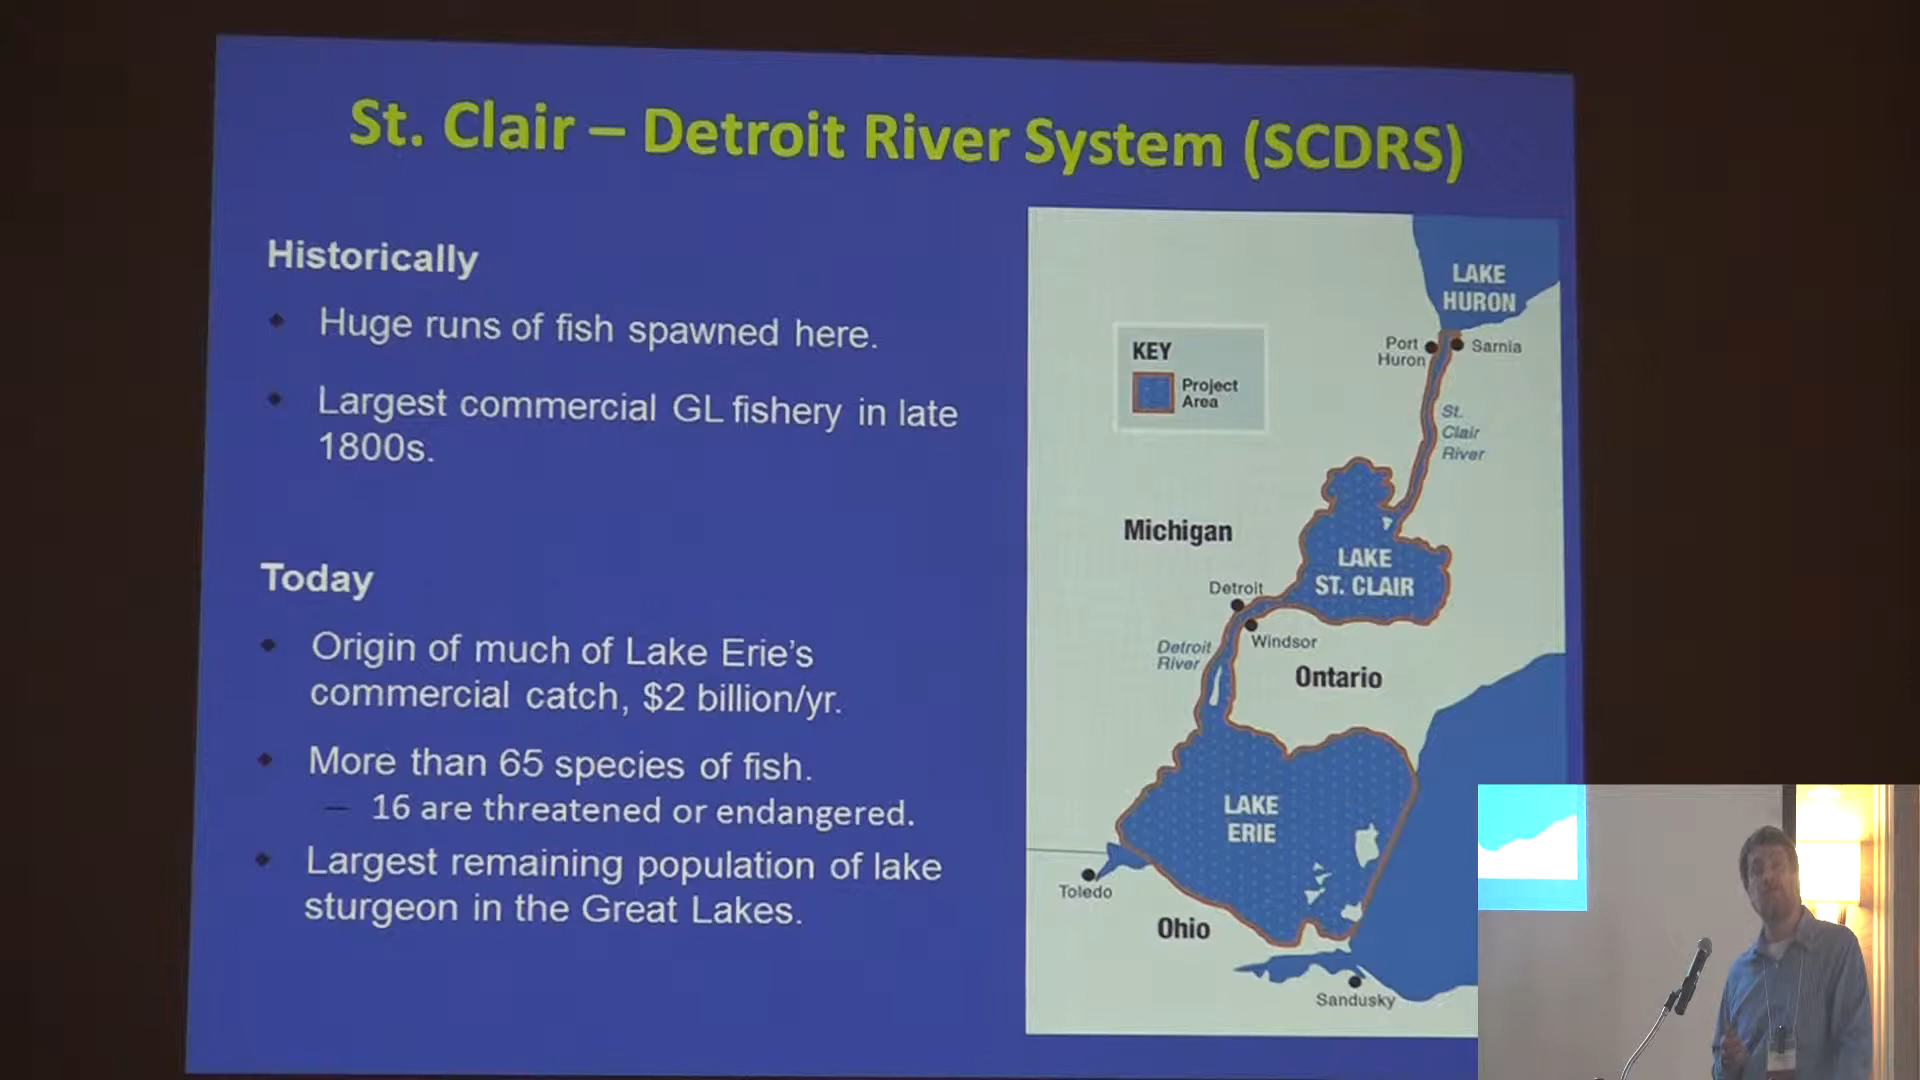 St. Clair – Detroit River System (SCDRS)
Historically
Huge runs of fish spawned here.
Largest commercial GL fishery in late
1800s.
Today
Origin of much of Lake Erie’s
commercial catch, $2 billion/yr.
More than 65 species of fish.
– 16 are threatened or endangered.
Largest remaining population of lake
sturgeon in the Great Lakes.
LAKE
HURON
Port
Huron
Sarnia
KEY
Project
Area
St.
Clair
River
Michigan
LAKE
ST. CLAIR
Detroit
Windsor
Detroit
River
Ontario
LAKE
ERIE
Toledo
Ohio
Sandusky